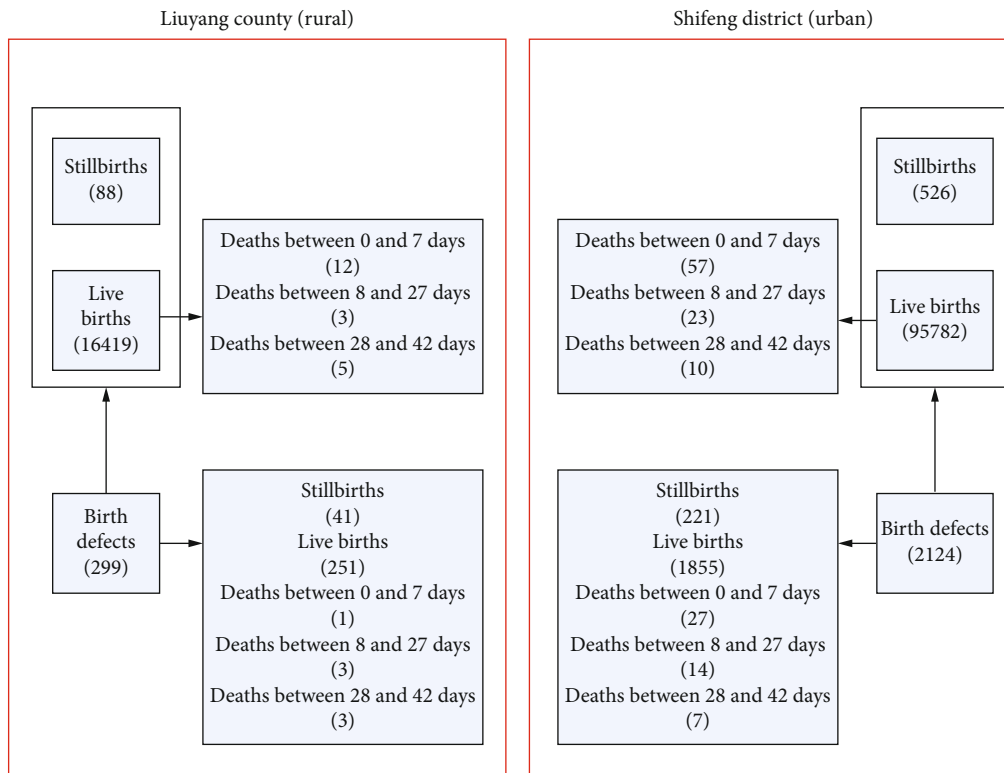 Liuyang county (rural)
Stillbirths
(88)
Live
births
(16419)
Deaths between 0 and 7 days
(12)
Deaths between 8 and 27 days
(3)
Deaths between 28 and 42 days
(5)
Birth
defects
(299)
Stillbirths
(41)
Live births
(251)
Deaths between 0 and 7 days
(1)
Deaths between 8 and 27 days
(3)
Deaths between 28 and 42 days
(3)
Shifeng district (urban)
Stillbirths
(526)
Deaths between 0 and 7 days
(57)
Deaths between 8 and 27 days
(23)
Deaths between 28 and 42 days
(10)
Live births
(95782)
Stillbirths
(221)
Live births
(1855)
Deaths between 0 and 7 days
(27)
Deaths between 8 and 27 days
(14)
Deaths between 28 and 42 days
(7)
Birth defects
(2124)